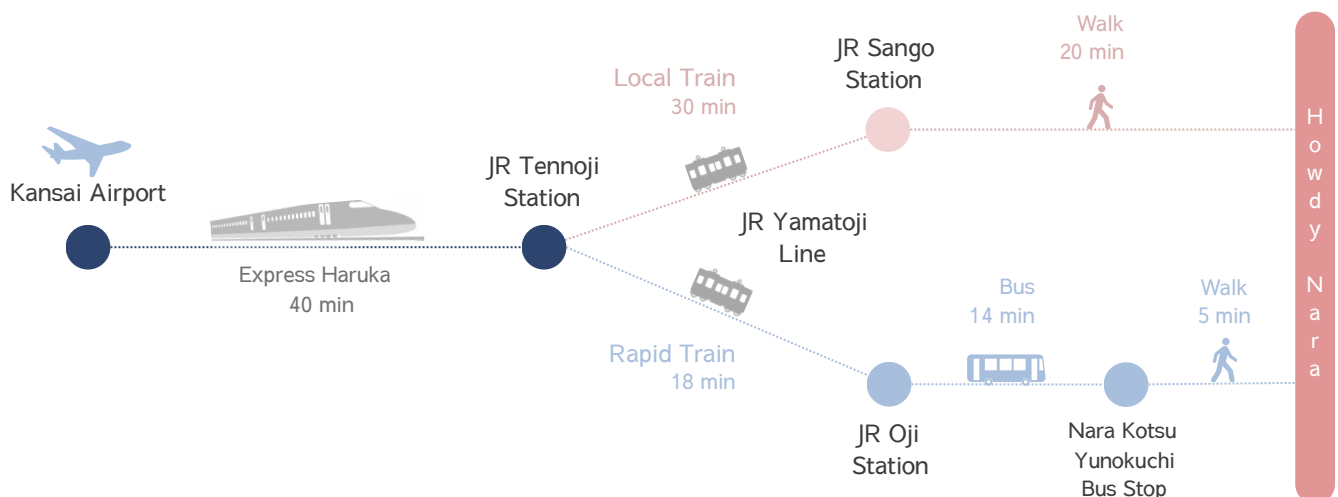 Kansai Airport
Express Haruka
40 min
JR Tennoji
Station
Local Train
30 min
JR Yamatoji
Line
Rapid Train
18 min
JR Sango
Station
Walk
20 min
JR Oji
Station
Bus
14 min
Nara Kotsu
Yunokuchi
Bus Stop
Walk
5 min
Howdy Nara